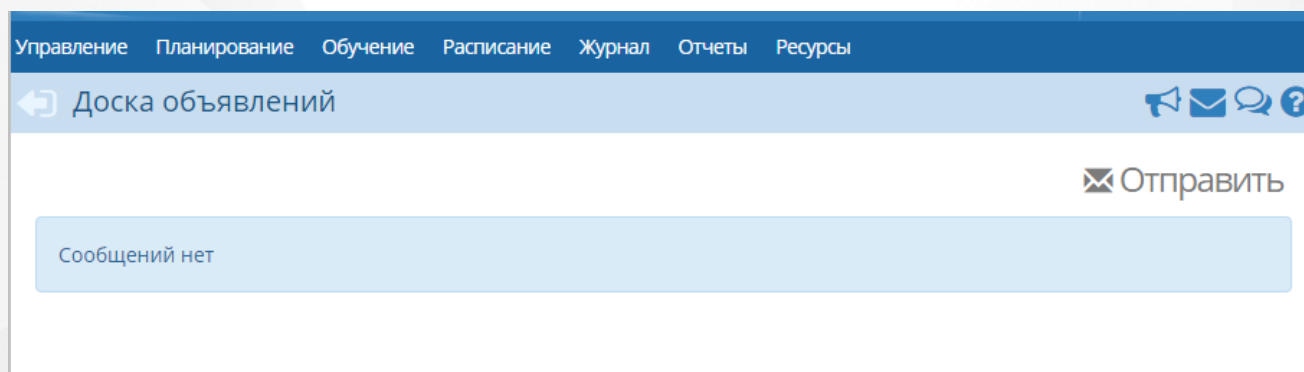 Управление Планирование Обучение Расписание Журнал Отчеты Ресурсы
Доска объявлений
Отправить
Сообщений нет